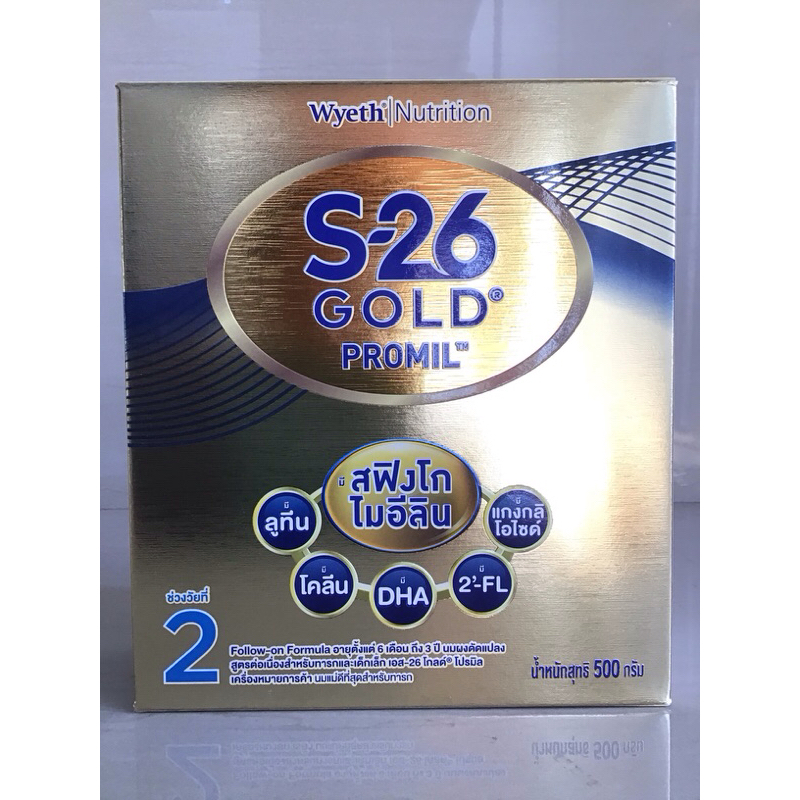 Wyeth® Nutrition
S-26
GOLD®
PROMIL™
มี สฟิงโก
ไมอีลิน
มี
ลูทีน
มี
แกงกลิ
โอไซด์
มี
โคลีน
มี
DHA
มี
2'-FL
ช่วงวัยที่
2
Follow-on Formula อายุตั้งแต่ 6 เดือน ถึง 3 ปี นมผงดัดแปลง
สูตรต่อเนื่องสำหรับทารกและเด็กเล็ก เอส-26 โกลด์® โปรมิล
เครื่องหมายการค้า นมแม่ดีที่สุดสำหรับทารก
น้ำหนักสุทธิ 500 กรัม